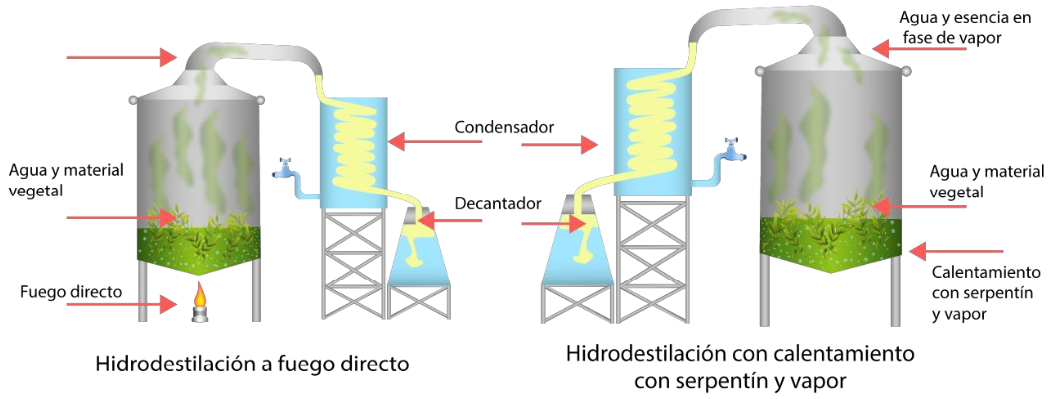 Agua y material
vegetal
Fuego directo
Hidrodestilación a fuego directo
Condensador
Decantador
Agua y esencia en
fase de vapor
Agua y material
vegetal
Calentamiento
con serpentín
y vapor
Hidrodestilación con calentamiento
con serpentín y vapor